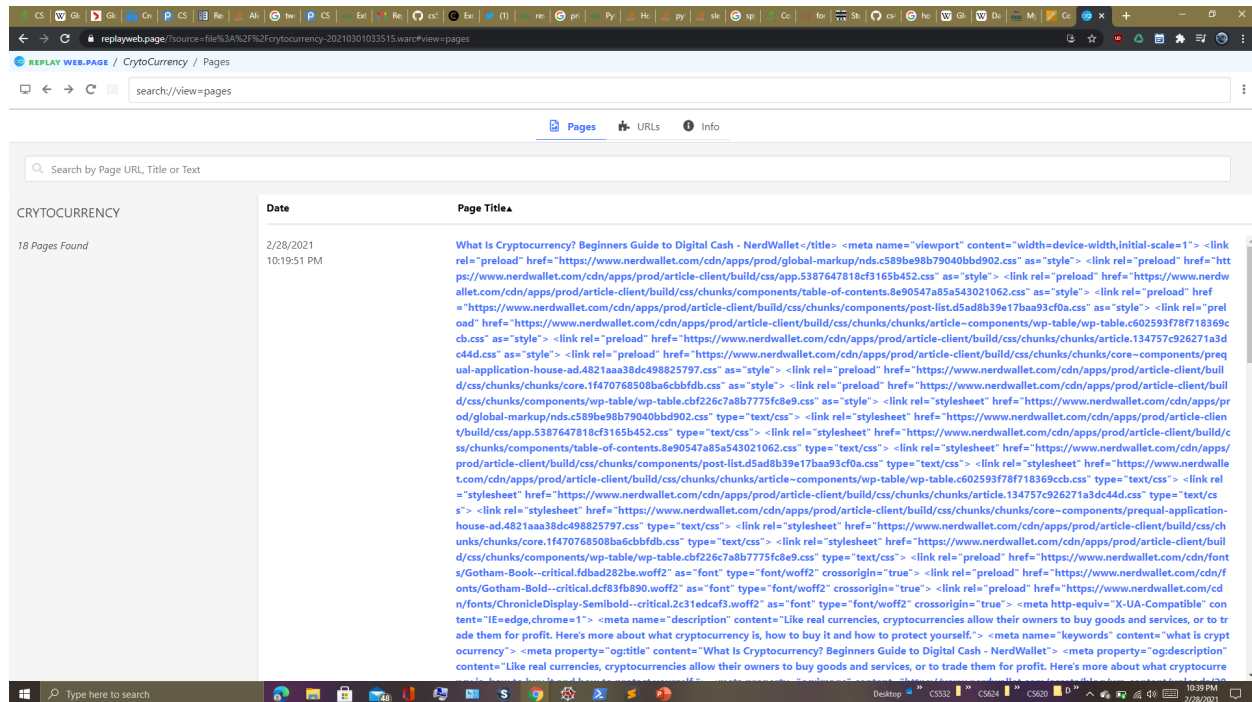 CS
Gli
Gli
Cri
CS
Re
Ali
tw
CS
Ext
Re
cs
Exi
(1)
re
pri
Py
Ho
py
sle
sp
Co
foi
Stu
cs
ho
Gli
Da
My
Co
replayweb.page/?source=file%3A%2F%2Fcrytocurrency-20210301033515.warc#view=pages
REPLAY WEB.PAGE / CrytoCurrency / Pages
search://view=pages
Pages URLs Info
Search by Page URL, Title or Text
CRYTOCURRENCY
18 Pages Found
Date Page Title▲
2/28/2021
10:19:51 PM
What Is Cryptocurrency? Beginners Guide to Digital Cash - NerdWallet</title> <meta name="viewport" content="width=device-width,initial-scale=1"> <link
rel="preload" href="https://www.nerdwallet.com/cdn/apps/prod/global-markup/nds.c589be98b79040bbd902.css" as="style"> <link rel="preload" href="htt
ps://www.nerdwallet.com/cdn/apps/prod/article-client/build/css/app.5387647818cf3165b452.css" as="style"> <link rel="preload" href="https://www.nerdw
allet.com/cdn/apps/prod/article-client/build/css/chunks/components/table-of-contents.8e90547a85a543021062.css" as="style"> <link rel="preload" href
="https://www.nerdwallet.com/cdn/apps/prod/article-client/build/css/chunks/components/post-list.d5ad8b39e17baa93cf0a.css" as="style"> <link rel="prel
oad" href="https://www.nerdwallet.com/cdn/apps/prod/article-client/build/css/chunks/chunks/article~components/wp-table/wp-table.c602593f78f718369c
cb.css" as="style"> <link rel="preload" href="https://www.nerdwallet.com/cdn/apps/prod/article-client/build/css/chunks/chunks/article.134757c926271a3d
c44d.css" as="style"> <link rel="preload" href="https://www.nerdwallet.com/cdn/apps/prod/article-client/build/css/chunks/chunks/core~components/preq
ual-application-house-ad.4821aaa38dc498825797.css" as="style"> <link rel="preload" href="https://www.nerdwallet.com/cdn/apps/prod/article-client/buil
d/css/chunks/chunks/core.1f470768508ba6cbbfdb.css" as="style"> <link rel="preload" href="https://www.nerdwallet.com/cdn/apps/prod/article-client/buil
d/css/chunks/components/wp-table/wp-table.cbf226c7a8b7775fc8e9.css" as="style"> <link rel="stylesheet" href="https://www.nerdwallet.com/cdn/apps/pr
od/global-markup/nds.c589be98b79040bbd902.css" type="text/css"> <link rel="stylesheet" href="https://www.nerdwallet.com/cdn/apps/prod/article-clien
t/build/css/app.5387647818cf3165b452.css" type="text/css"> <link rel="stylesheet" href="https://www.nerdwallet.com/cdn/apps/prod/article-client/build/c
ss/chunks/components/table-of-contents.8e90547a85a543021062.css" type="text/css"> <link rel="stylesheet" href="https://www.nerdwallet.com/cdn/apps/
prod/article-client/build/css/chunks/components/post-list.d5ad8b39e17baa93cf0a.css" type="text/css"> <link rel="stylesheet" href="https://www.nerdwalle
t.com/cdn/apps/prod/article-client/build/css/chunks/chunks/article~components/wp-table/wp-table.c602593f78f718369ccb.css" type="text/css"> <link rel
="stylesheet" href="https://www.nerdwallet.com/cdn/apps/prod/article-client/build/css/chunks/chunks/article.134757c926271a3dc44d.css" type="text/cs
s"> <link rel="stylesheet" href="https://www.nerdwallet.com/cdn/apps/prod/article-client/build/css/chunks/chunks/core~components/prequal-application-
house-ad.4821aaa38dc498825797.css" type="text/css"> <link rel="stylesheet" href="https://www.nerdwallet.com/cdn/apps/prod/article-client/build/css/ch
unks/chunks/core.1f470768508ba6cbbfdb.css" type="text/css"> <link rel="stylesheet" href="https://www.nerdwallet.com/cdn/apps/prod/article-client/buil
d/css/chunks/components/wp-table/wp-table.cbf226c7a8b7775fc8e9.css" type="text/css"> <link rel="preload" href="https://www.nerdwallet.com/cdn/font
s/Gotham-Book--critical.fdbad282be.woff2" as="font" type="font/woff2" crossorigin="true"> <link rel="preload" href="https://www.nerdwallet.com/cdn/f
onts/Gotham-Bold--critical.dcf83fb890.woff2" as="font" type="font/woff2" crossorigin="true"> <link rel="preload" href="https://www.nerdwallet.com/cd
n/fonts/ChronicleDisplay-Semibold--critical.2c31edcaf3.woff2" as="font" type="font/woff2" crossorigin="true"> <meta http-equiv="X-UA-Compatible" con
tent="IE=edge,chrome=1"> <meta name="description" content="Like real currencies, cryptocurrencies allow their owners to buy goods and services, or to tr
ade them for profit. Here's more about what cryptocurrency is, how to buy it and how to protect yourself."> <meta name="keywords" content="what is crypt
ocurrency"> <meta property="og:title" content="What Is Cryptocurrency? Beginners Guide to Digital Cash - NerdWallet"> <meta property="og:description"
content="Like real currencies, cryptocurrencies allow their owners to buy goods and services, or to trade them for profit. Here's more about what cryptocurre
Type here to search
48
Desktop » CS532 » CS624 » CS620 D »
10:39 PM
2/28/2021